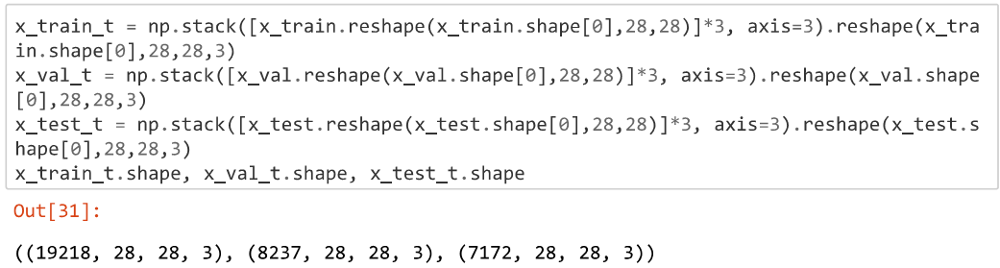 x_train_t = np.stack([x_train.reshape(x_train.shape[0],28,28)]*3, axis=3).reshape(x_tra
in.shape[0],28,28,3)
x_val_t = np.stack([x_val.reshape(x_val.shape[0],28,28)]*3, axis=3).reshape(x_val.shape
[0],28,28,3)
x_test_t = np.stack([x_test.reshape(x_test.shape[0],28,28)]*3, axis=3).reshape(x_test.s
hape[0],28,28,3)
x_train_t.shape, x_val_t.shape, x_test_t.shape
Out[31]:
((19218, 28, 28, 3), (8237, 28, 28, 3), (7172, 28, 28, 3))